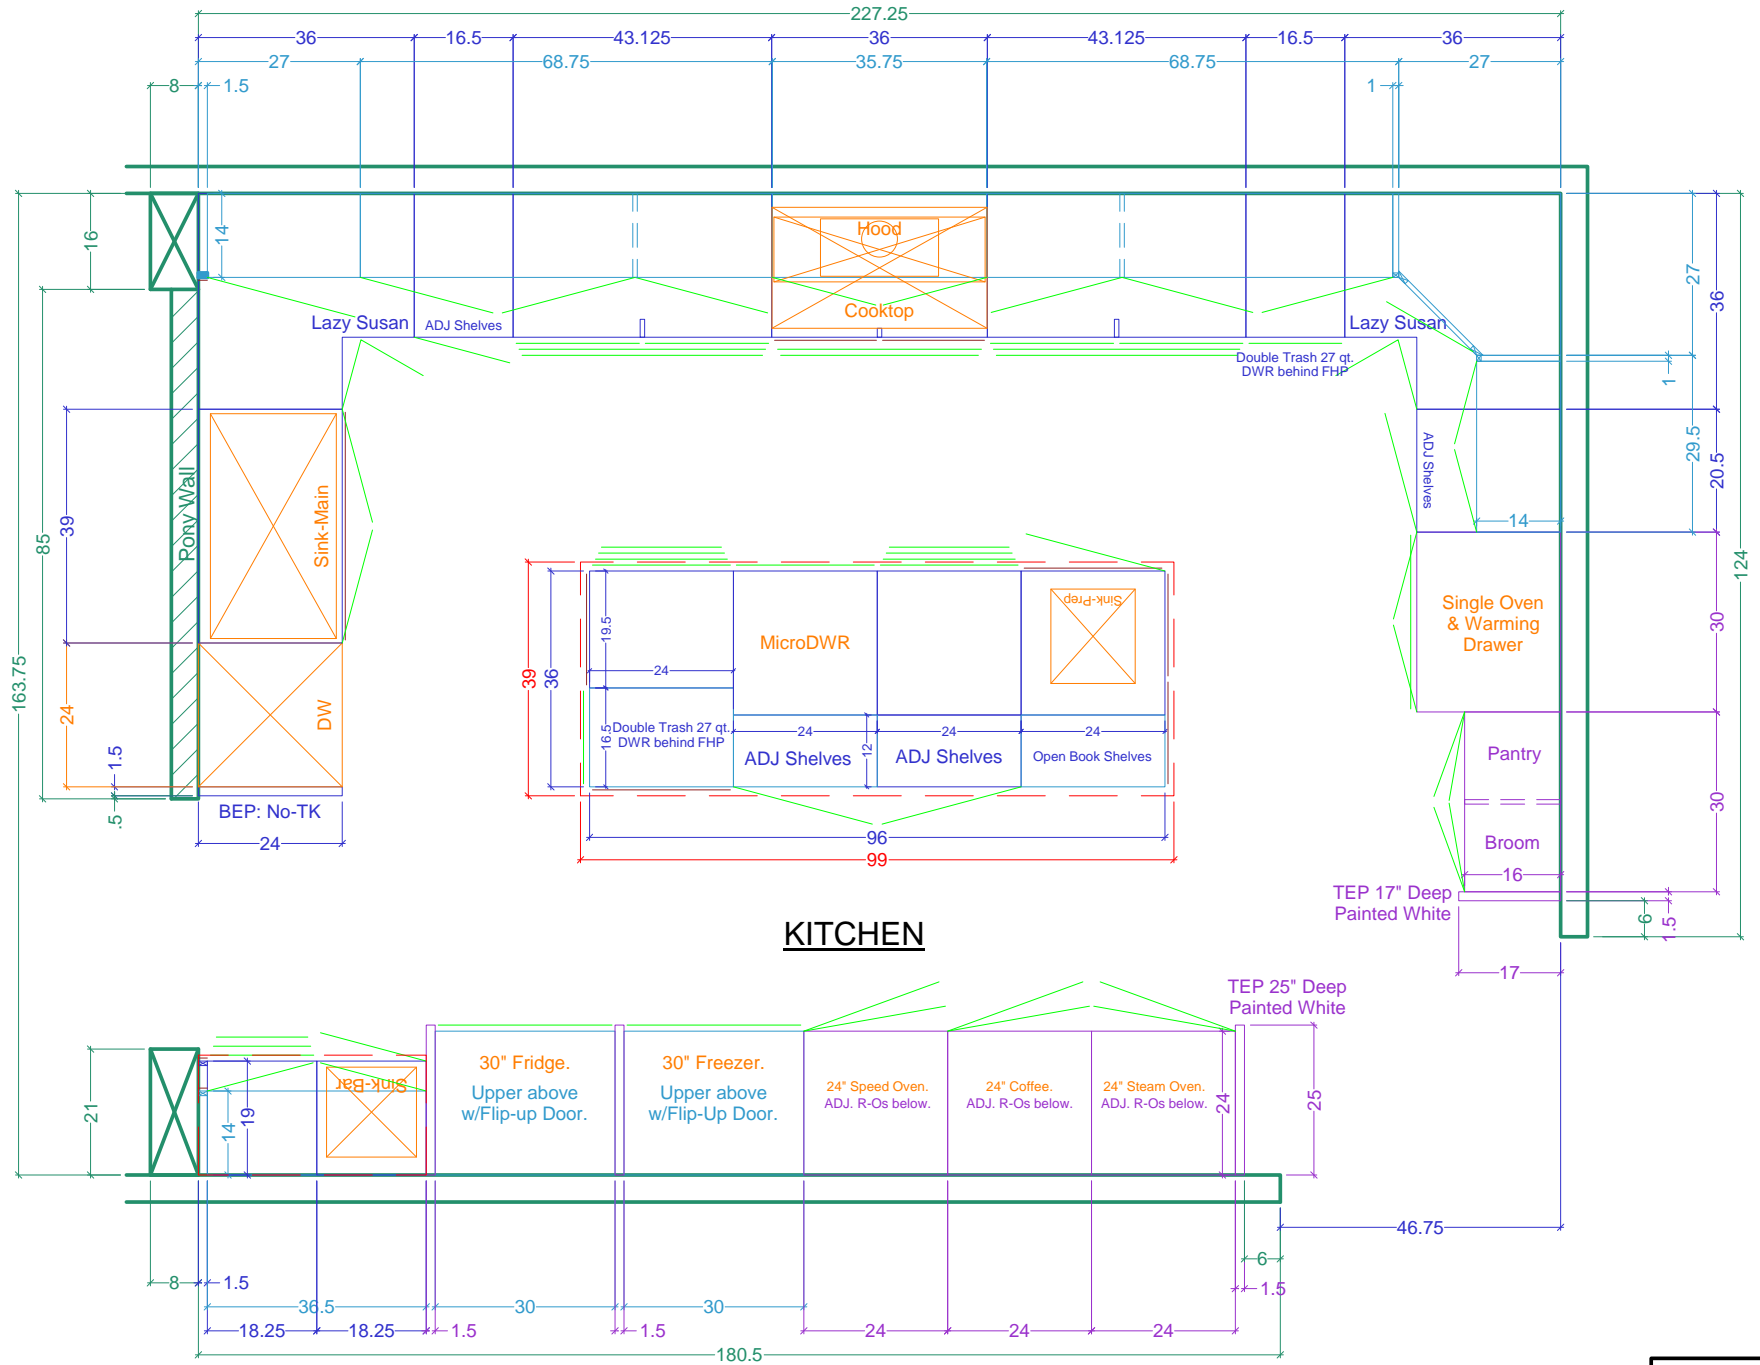 227.25
36
16.5
43.125
36
43.125
16.5
36
27
68.75
35.75
68.75
27
8
1.5
1
16
14
Hood
Cooktop
27
36
Lazy Susan
ADJ Shelves
Lazy Susan
Double Trash 27 qt.
DWR behind FHP
1
29.5
20.5
ADJ Shelves
14
124
163.75
85
39
Pony Wall
Sink-Main
24
DW
1.5
.5
BEP: No-TK
24
39
36
19.5
24
MicroDWR
Sink-Prep
16.5
Double Trash 27 qt.
DWR behind FHP
24
12
24
24
ADJ Shelves
ADJ Shelves
Open Book Shelves
96
99
Single Oven
& Warming
Drawer
30
Pantry
30
Broom
16
TEP 17" Deep
Painted White
6
1.5
17
KITCHEN
TEP 25" Deep
Painted White
21
14
19
Sink-Bar
30" Fridge.
Upper above
w/Flip-up Door.
30" Freezer.
Upper above
w/Flip-Up Door.
24" Speed Oven.
ADJ. R-Os below.
24" Coffee.
ADJ. R-Os below.
24" Steam Oven.
ADJ. R-Os below.
24
25
46.75
6
8
1.5
1.5
36.5
30
30
18.25
18.25
1.5
1.5
24
24
24
180.5